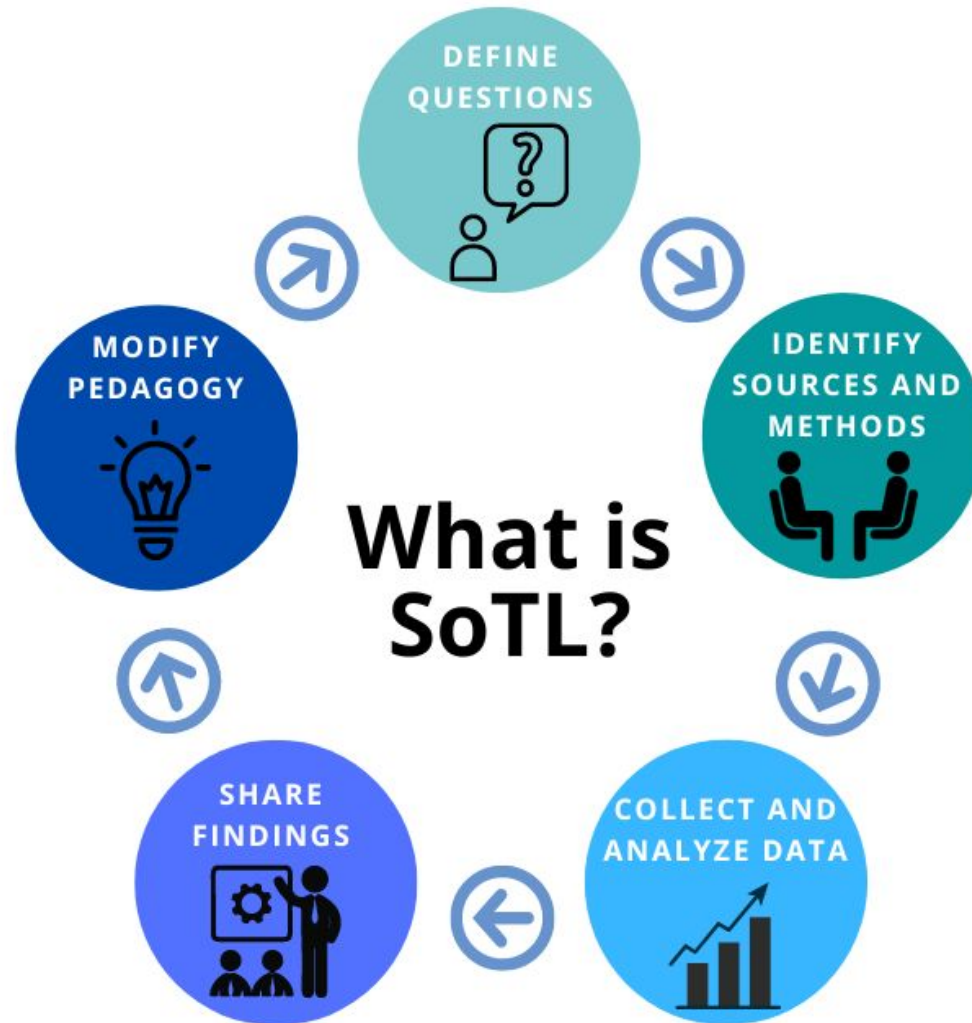 DEFINE
QUESTIONS
?
IDENTIFY
SOURCES AND
METHODS
COLLECT AND
ANALYZE DATA
SHARE
FINDINGS
MODIFY
PEDAGOGY
What is
SoTL?